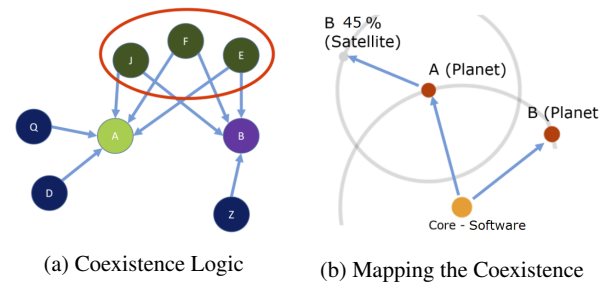 F
J
E
Q
A
B
D
Z
(a) Coexistence Logic
B 45 %
(Satellite)
A (Planet)
B (Planet
Core - Software
(b) Mapping the Coexistence